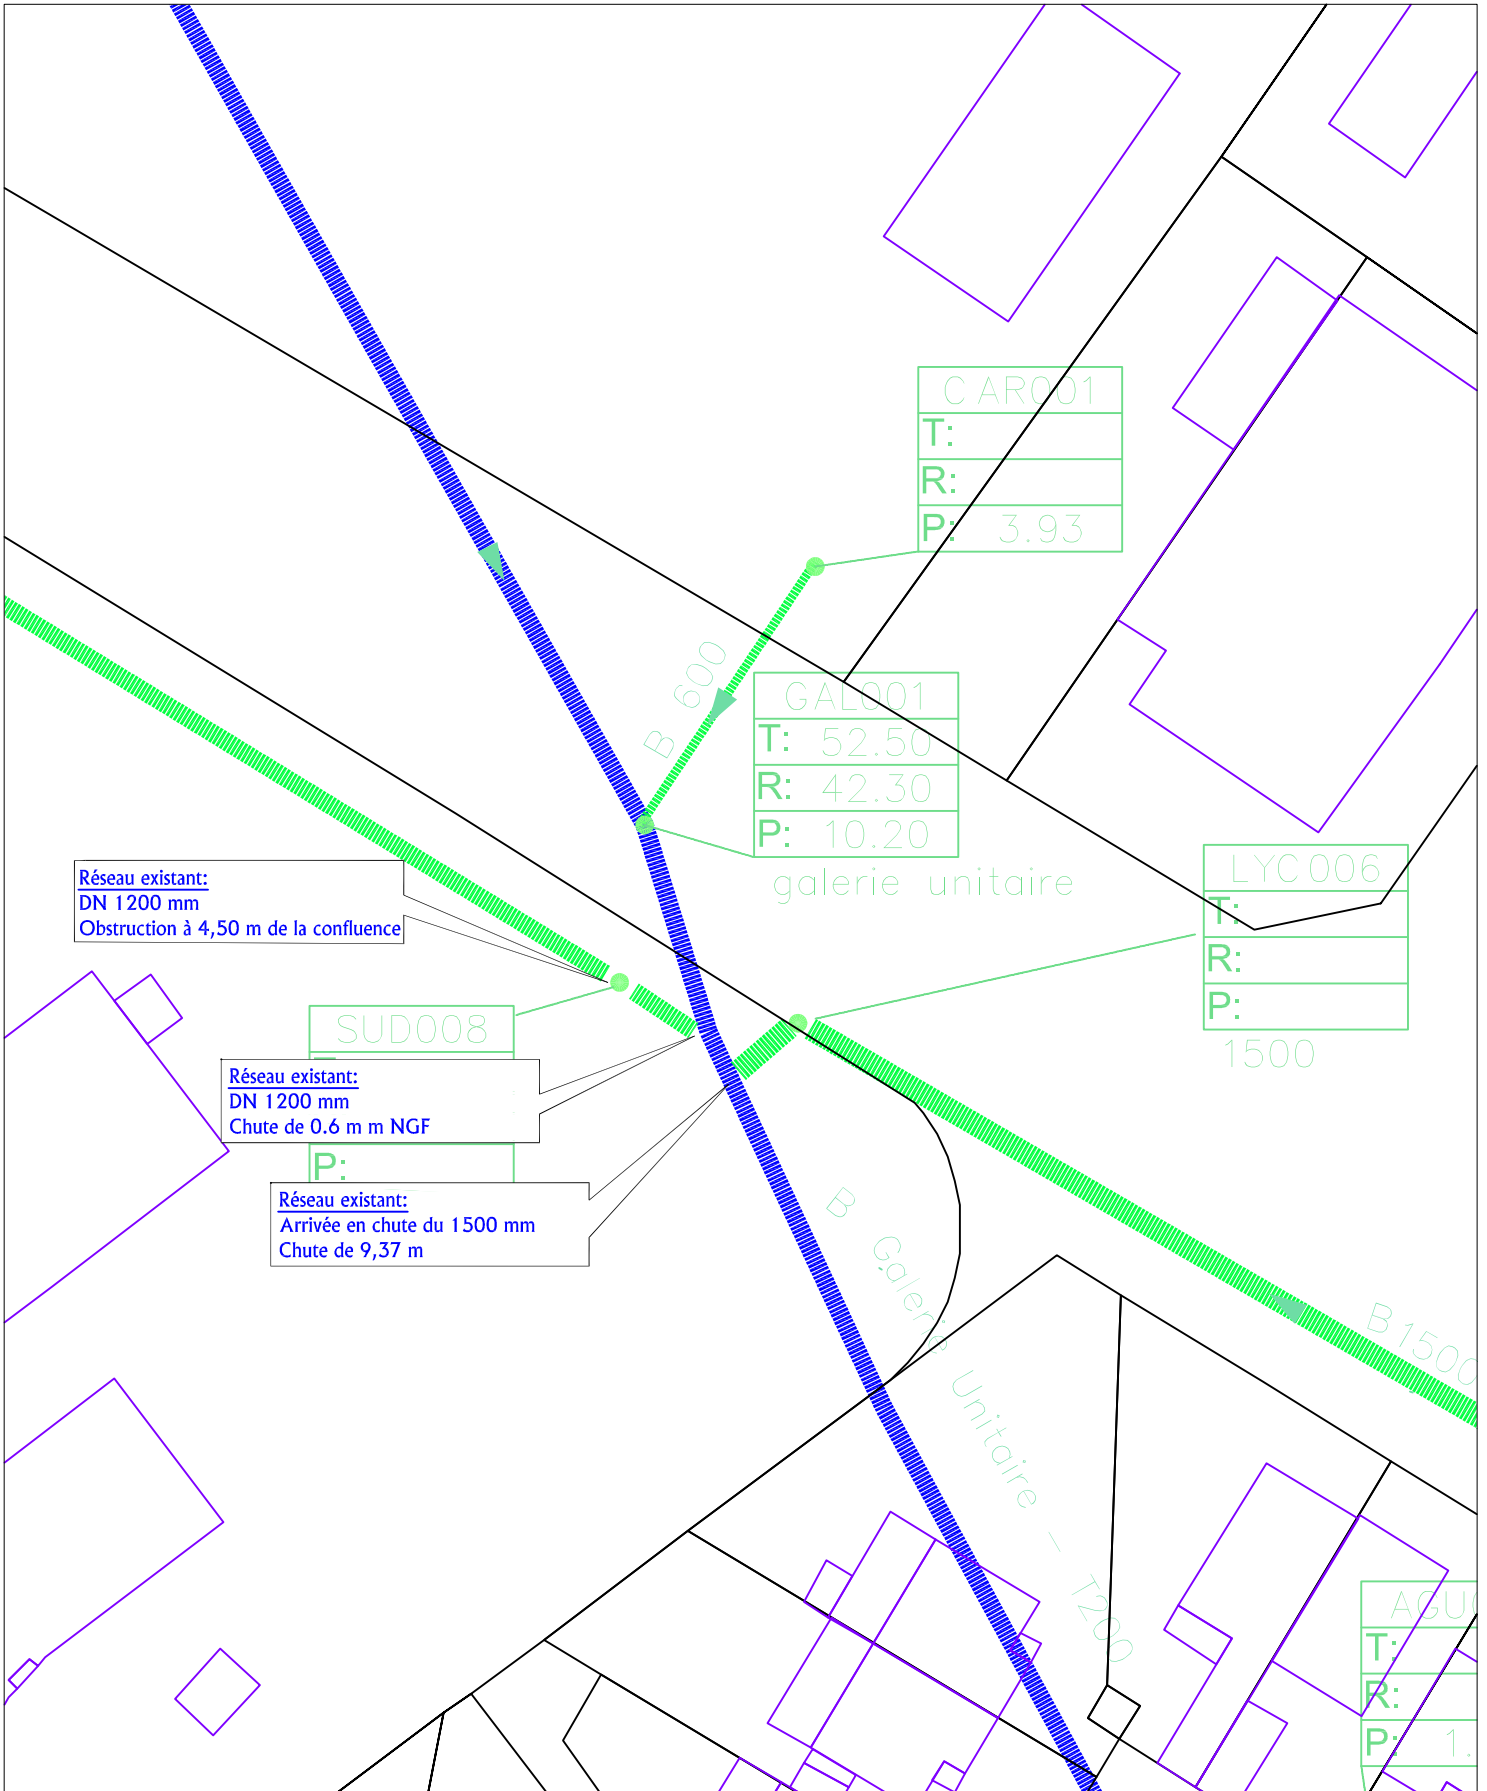 CAR001
T:
R:
P: 3.93
B 600
GAL001
T: 52.50
R: 42.30
P: 10.20
galerie unitaire
LYC006
T:
R:
P:
1500
Réseau existant:
DN 1200 mm
Obstruction à 4,50 m de la confluence
SUD008
Réseau existant:
DN 1200 mm
Chute de 0.6 m m NGF
P:
Réseau existant:
Arrivée en chute du 1500 mm
Chute de 9,37 m
B Galerie Unitaire - T200
B1500
T:
R:
P: 1.